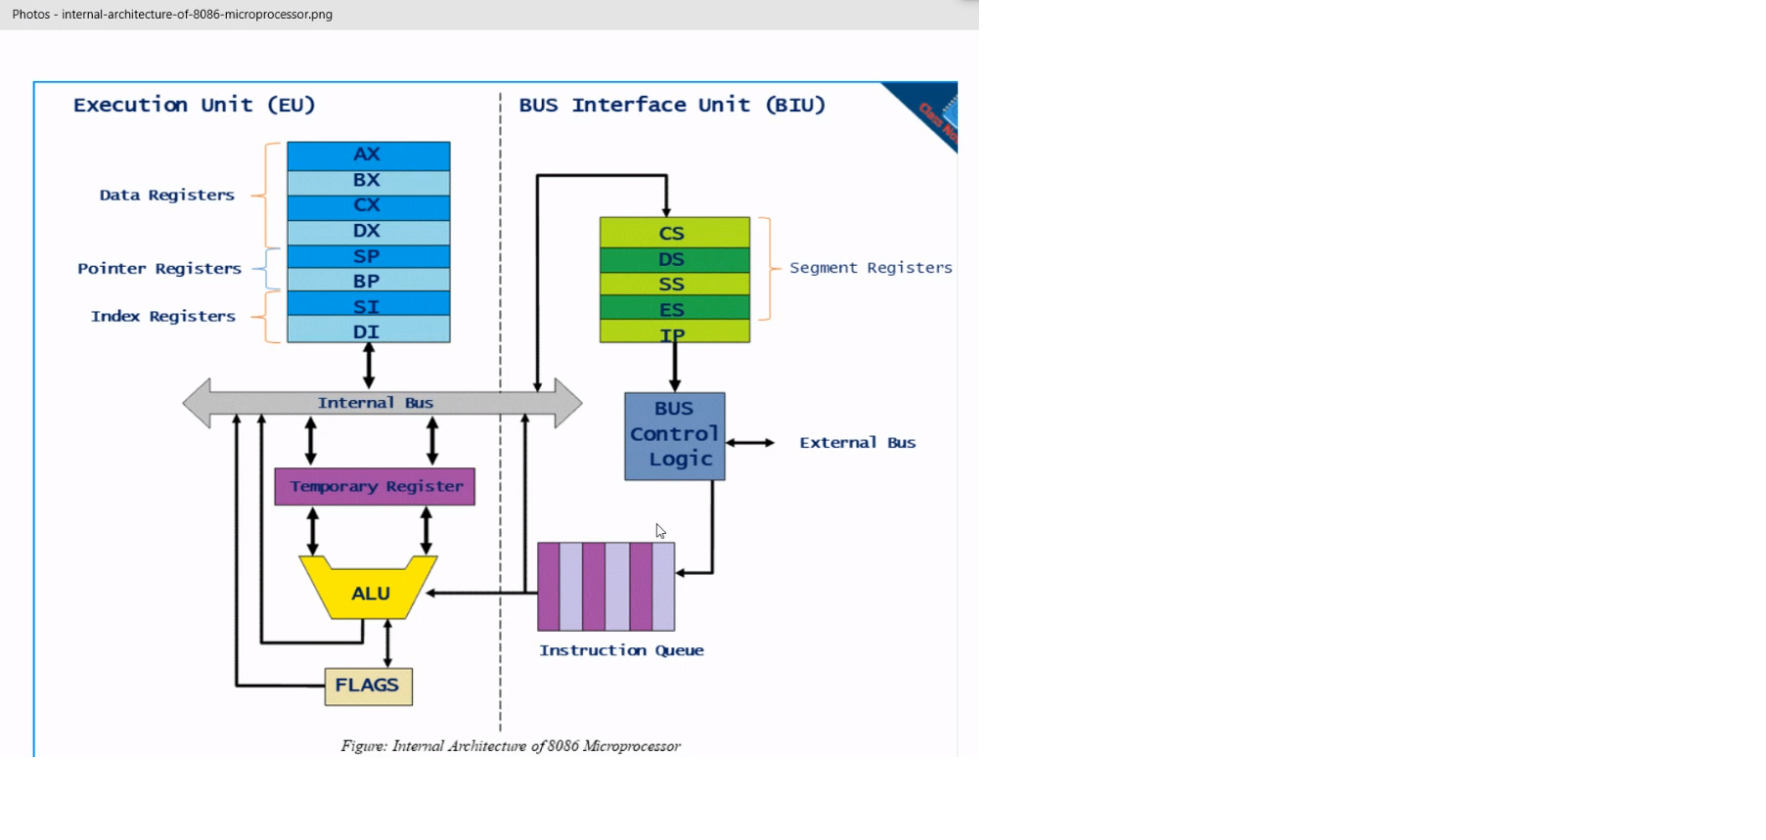 Photos - internal-architecture-of-8086-microprocessor.png
Execution Unit (EU)
BUS Interface Unit (BIU)
Class
AX
BX
CX
DX
SP
BP
SI
DI
Data Registers
Pointer Registers
Index Registers
CS
DS
SS
ES
IP
Segment Registers
Internal Bus
BUS
Control
Logic
External Bus
Temporary Register
ALU
Instruction Queue
FLAGS
Figure: Internal Architecture of 8086 Microprocessor